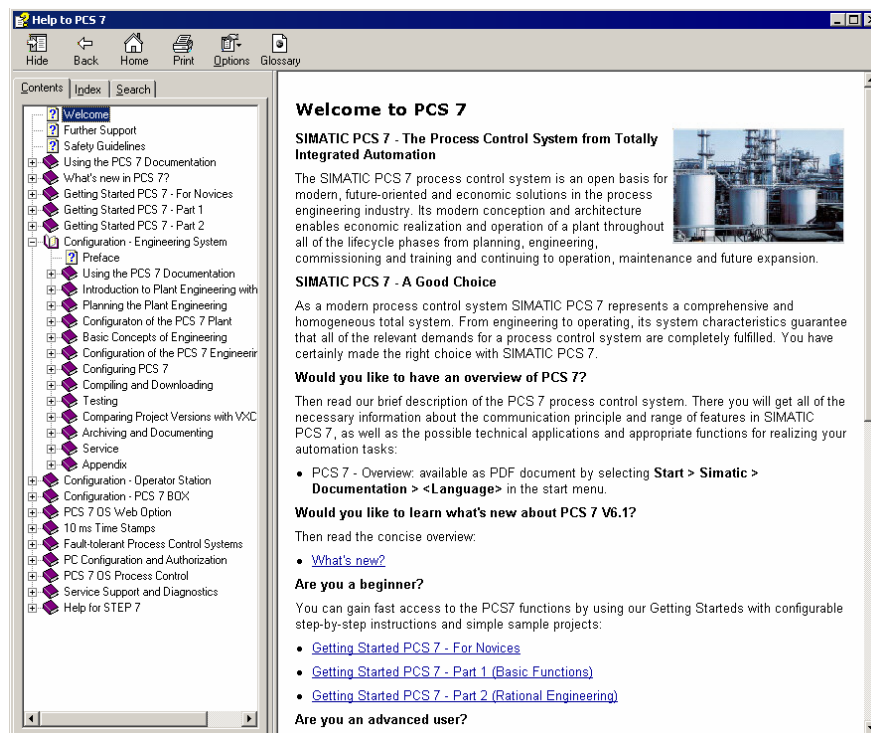 Help to PCS 7
Hide Back Home Print Options Glossary
Contents Index Search
Welcome
Further Support
Safety Guidelines
Using the PCS 7 Documentation
What's new in PCS 7?
Getting Started PCS 7 - For Novices
Getting Started PCS 7 - Part 1
Getting Started PCS 7 - Part 2
Configuration - Engineering System
Preface
Using the PCS 7 Documentation
Introduction to Plant Engineering with
Planning the Plant Engineering
Configuraton of the PCS 7 Plant
Basic Concepts of Engineering
Configuration of the PCS 7 Engineerin
Configuring PCS 7
Compiling and Downloading
Testing
Comparing Project Versions with VXC
Archiving and Documenting
Service
Appendix
Configuration - Operator Station
Configuration - PCS 7 BOX
PCS 7 OS Web Option
10 ms Time Stamps
Fault-tolerant Process Control Systems
PC Configuration and Authorization
PCS 7 OS Process Control
Service Support and Diagnostics
Help for STEP 7
Welcome to PCS 7
SIMATIC PCS 7 - The Process Control System from Totally
Integrated Automation
The SIMATIC PCS 7 process control system is an open basis for
modern, future-oriented and economic solutions in the process
engineering industry. Its modern conception and architecture
enables economic realization and operation of a plant throughout
all of the lifecycle phases from planning, engineering,
commissioning and training and continuing to operation, maintenance and future expansion.
SIMATIC PCS 7 - A Good Choice
As a modern process control system SIMATIC PCS 7 represents a comprehensive and
homogeneous total system. From engineering to operating, its system characteristics guarantee
that all of the relevant demands for a process control system are completely fulfilled. You have
certainly made the right choice with SIMATIC PCS 7.
Would you like to have an overview of PCS 7?
Then read our brief description of the PCS 7 process control system. There you will get all of the
necessary information about the communication principle and range of features in SIMATIC
PCS 7, as well as the possible technical applications and appropriate functions for realizing your
automation tasks:
• PCS 7 - Overview: available as PDF document by selecting Start > Simatic >
Documentation > <Language> in the start menu.
Would you like to learn what's new about PCS 7 V6.1?
Then read the concise overview:
• What's new?
Are you a beginner?
You can gain fast access to the PCS7 functions by using our Getting Starteds with configurable
step-by-step instructions and simple sample projects:
• Getting Started PCS 7 - For Novices
• Getting Started PCS 7 - Part 1 (Basic Functions)
• Getting Started PCS 7 - Part 2 (Rational Engineering)
Are you an advanced user?